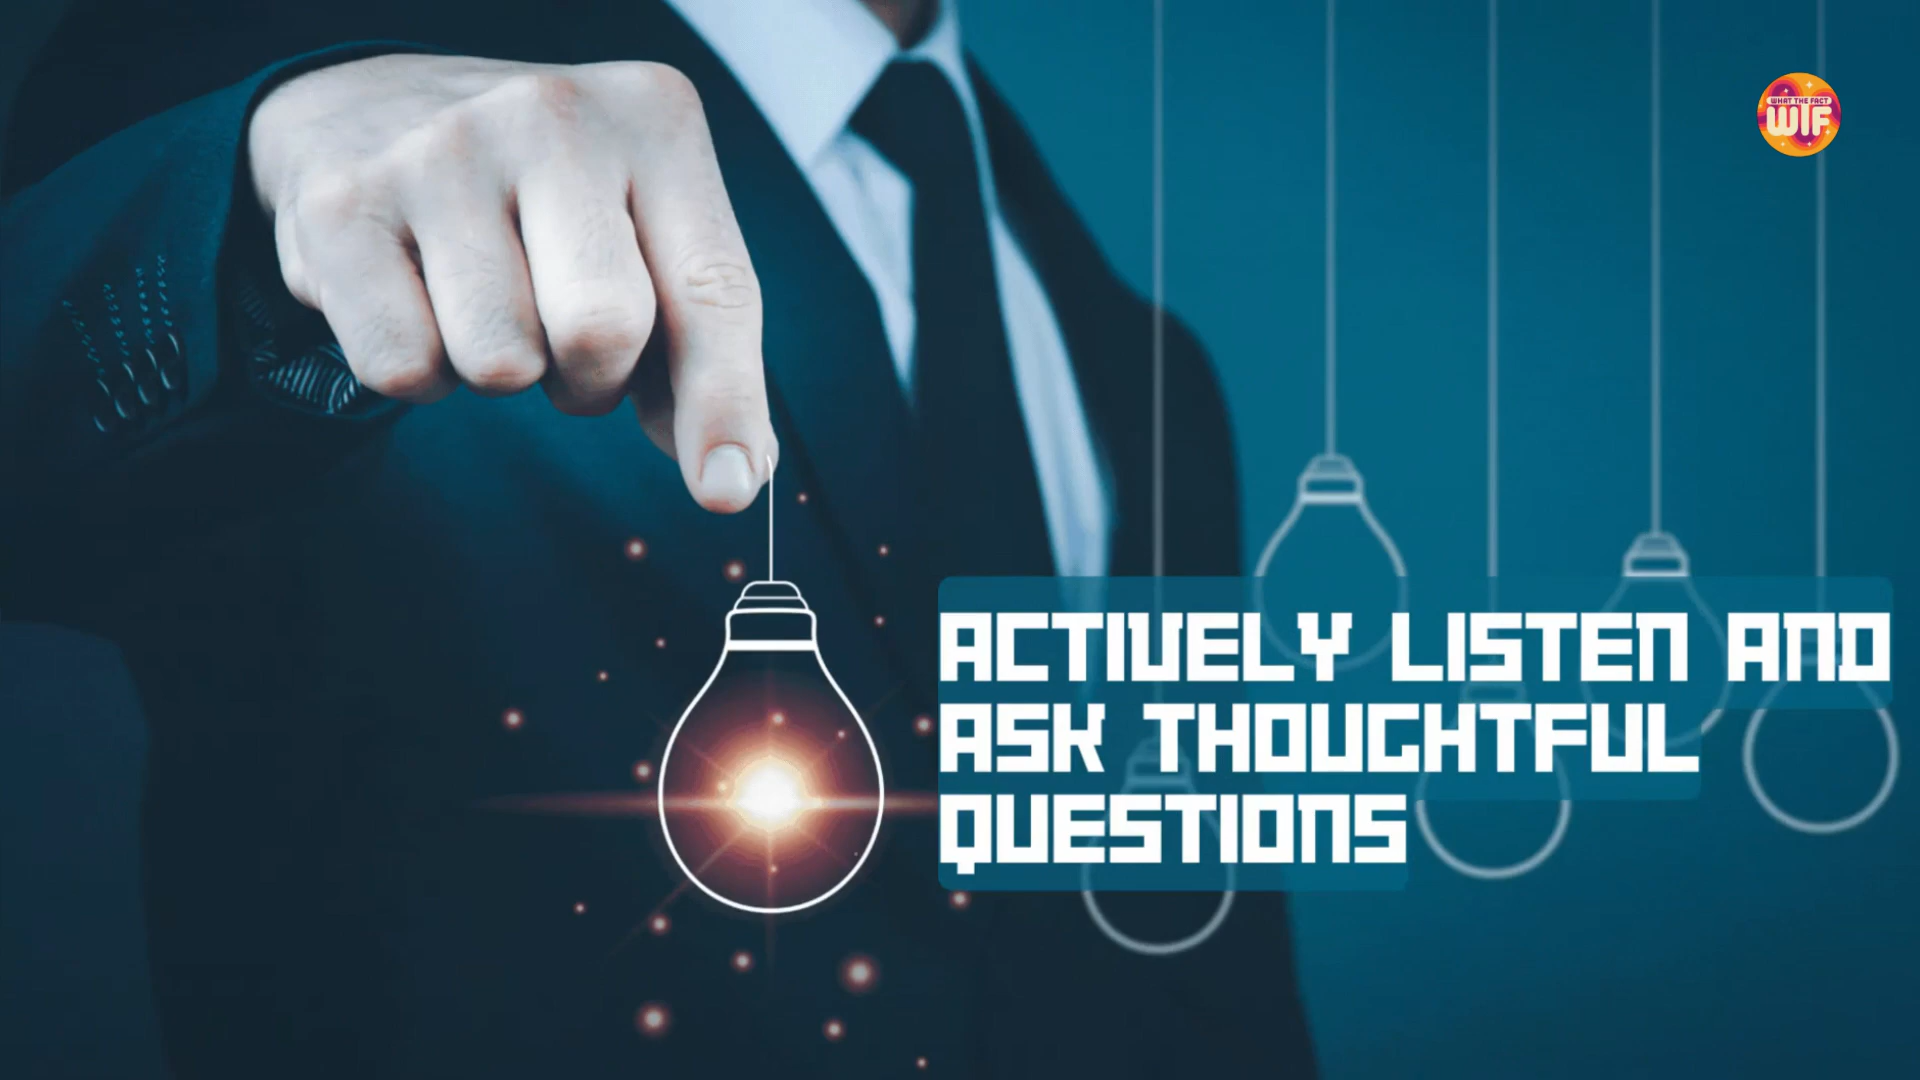 WHAT THE FACT
WTF
ACTIVELY LISTEN AND
ASK THOUGHTFUL
QUESTIONS